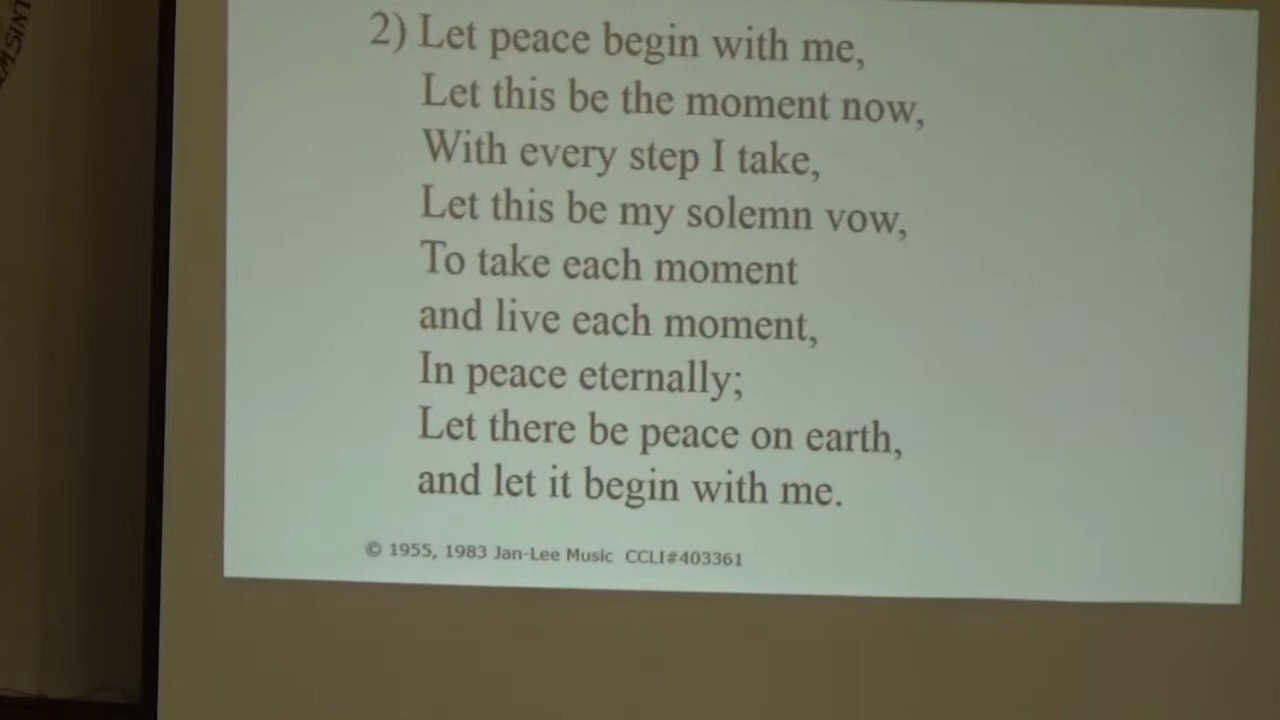 2) Let peace begin with me,
Let this be the moment now,
With every step I take,
Let this be my solemn vow,
To take each moment
and live each moment,
In peace eternally;
Let there be peace on earth,
and let it begin with me.
© 1955, 1983 Jan-Lee Music CCLI#403361